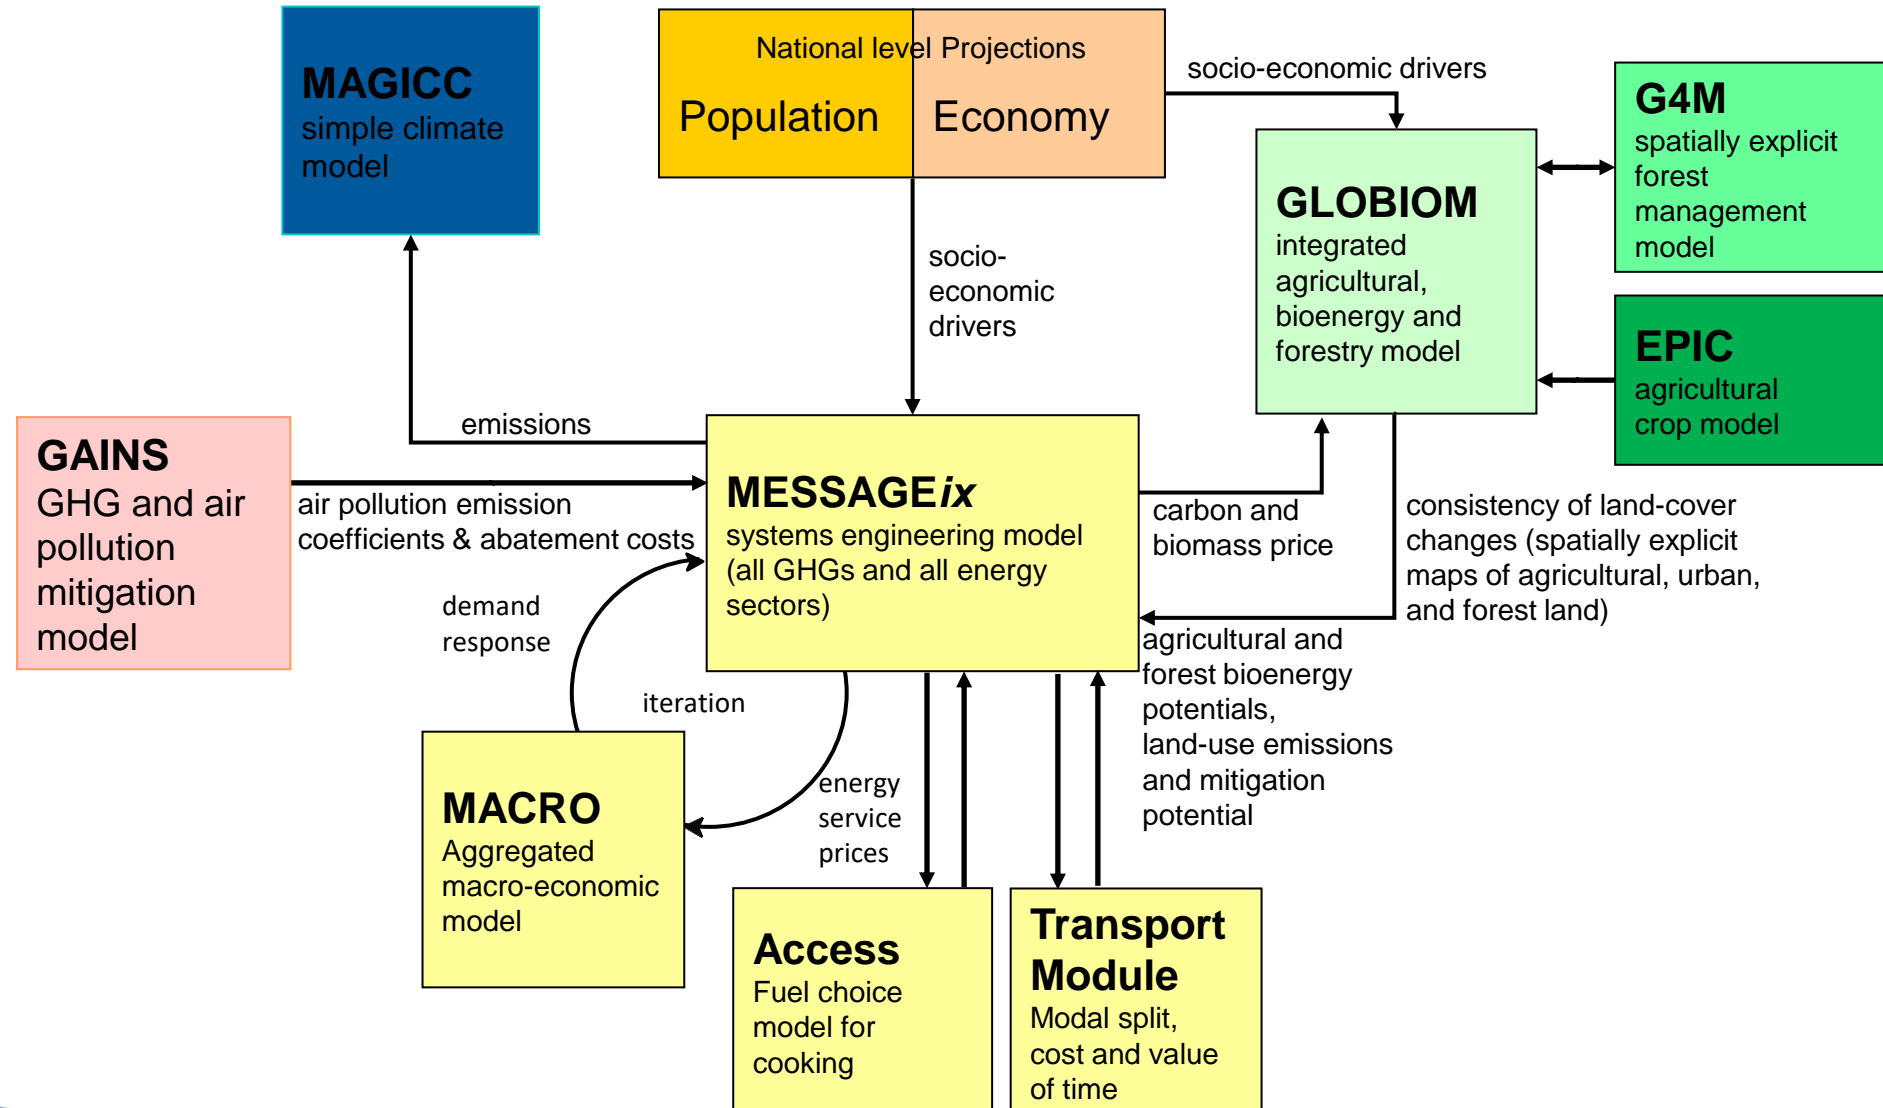 MAGICC
simple climate
model
National level Projections
Population
Economy
socio-economic drivers
G4M
spatially explicit
forest
management
model
GLOBIOM
integrated
agricultural,
bioenergy and
forestry model
EPIC
agricultural
crop model
socio-
economic
drivers
emissions
GAINS
GHG and air
pollution
mitigation
model
air pollution emission
coefficients & abatement costs
MESSAGEix
systems engineering model
(all GHGs and all energy
sectors)
carbon and
biomass price
consistency of land-cover
changes (spatially explicit
maps of agricultural, urban,
and forest land)
demand
response
iteration
agricultural and
forest bioenergy
potentials,
land-use emissions
and mitigation
potential
MACRO
Aggregated
macro-economic
model
energy
service
prices
Access
Fuel choice
model for
cooking
Transport
Module
Modal split,
cost and value
of time